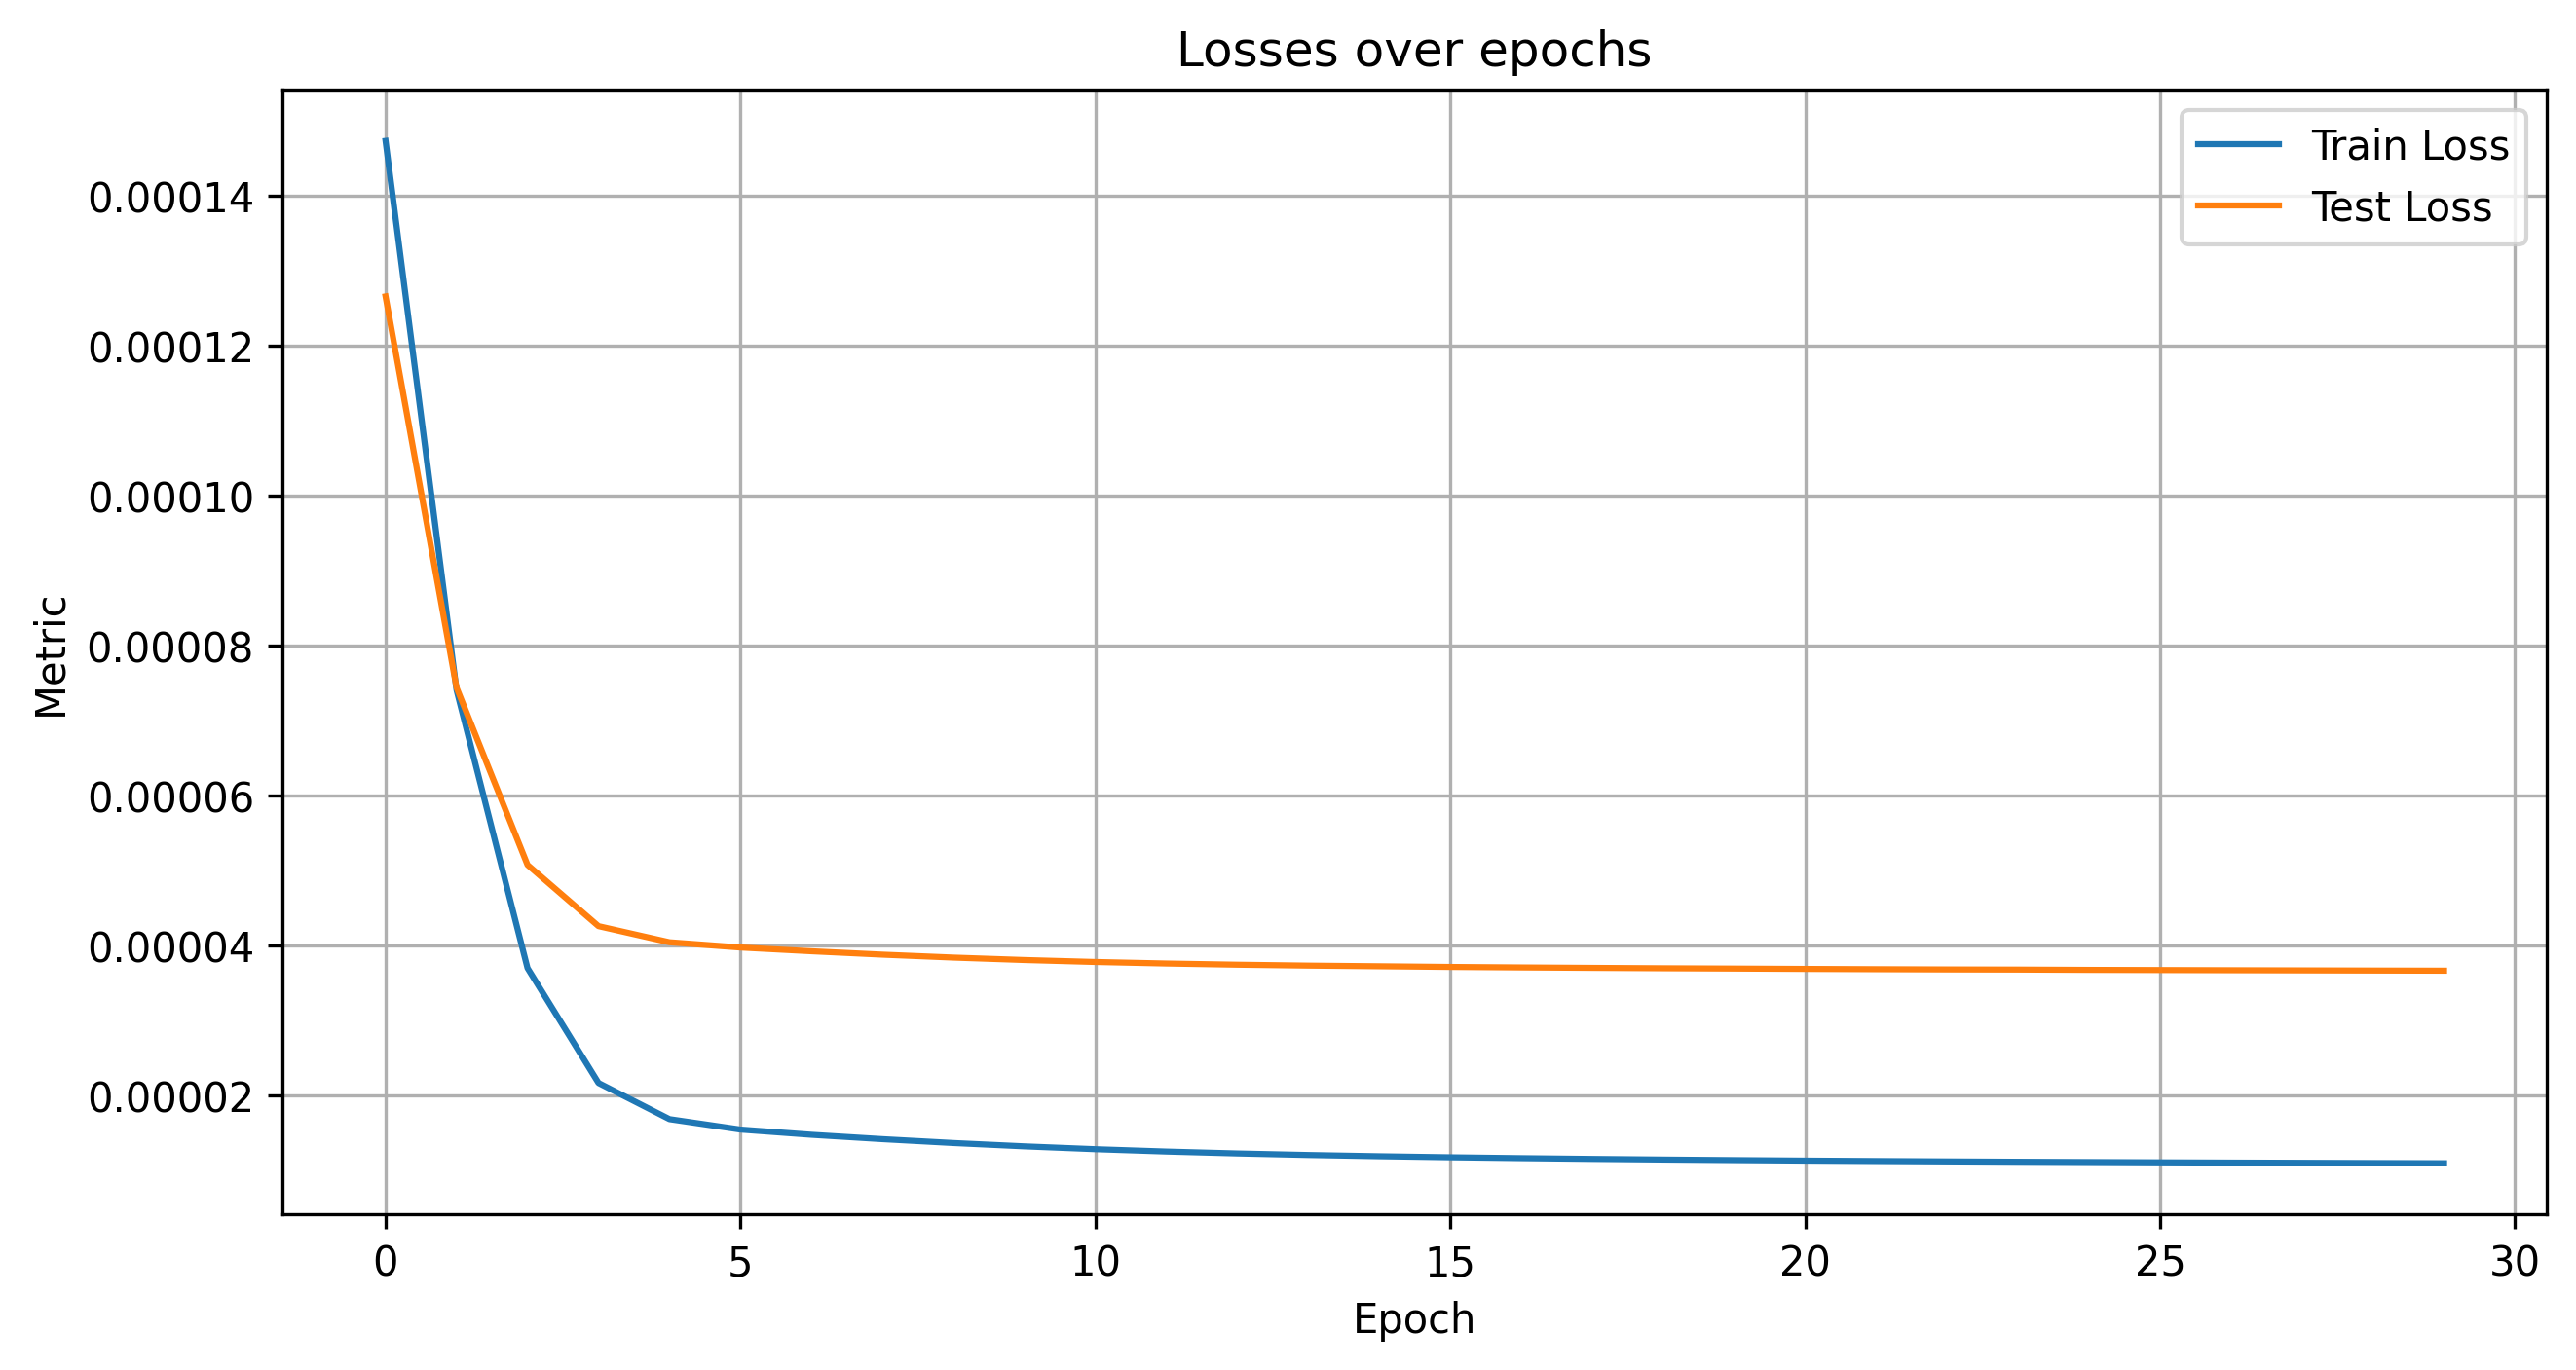 Losses over epochs
Train Loss
Test Loss
0.00014
0.00012
0.00010
0.00008
0.00006
0.00004
0.00002
Metric
0 5 10 15 20 25 30
Epoch